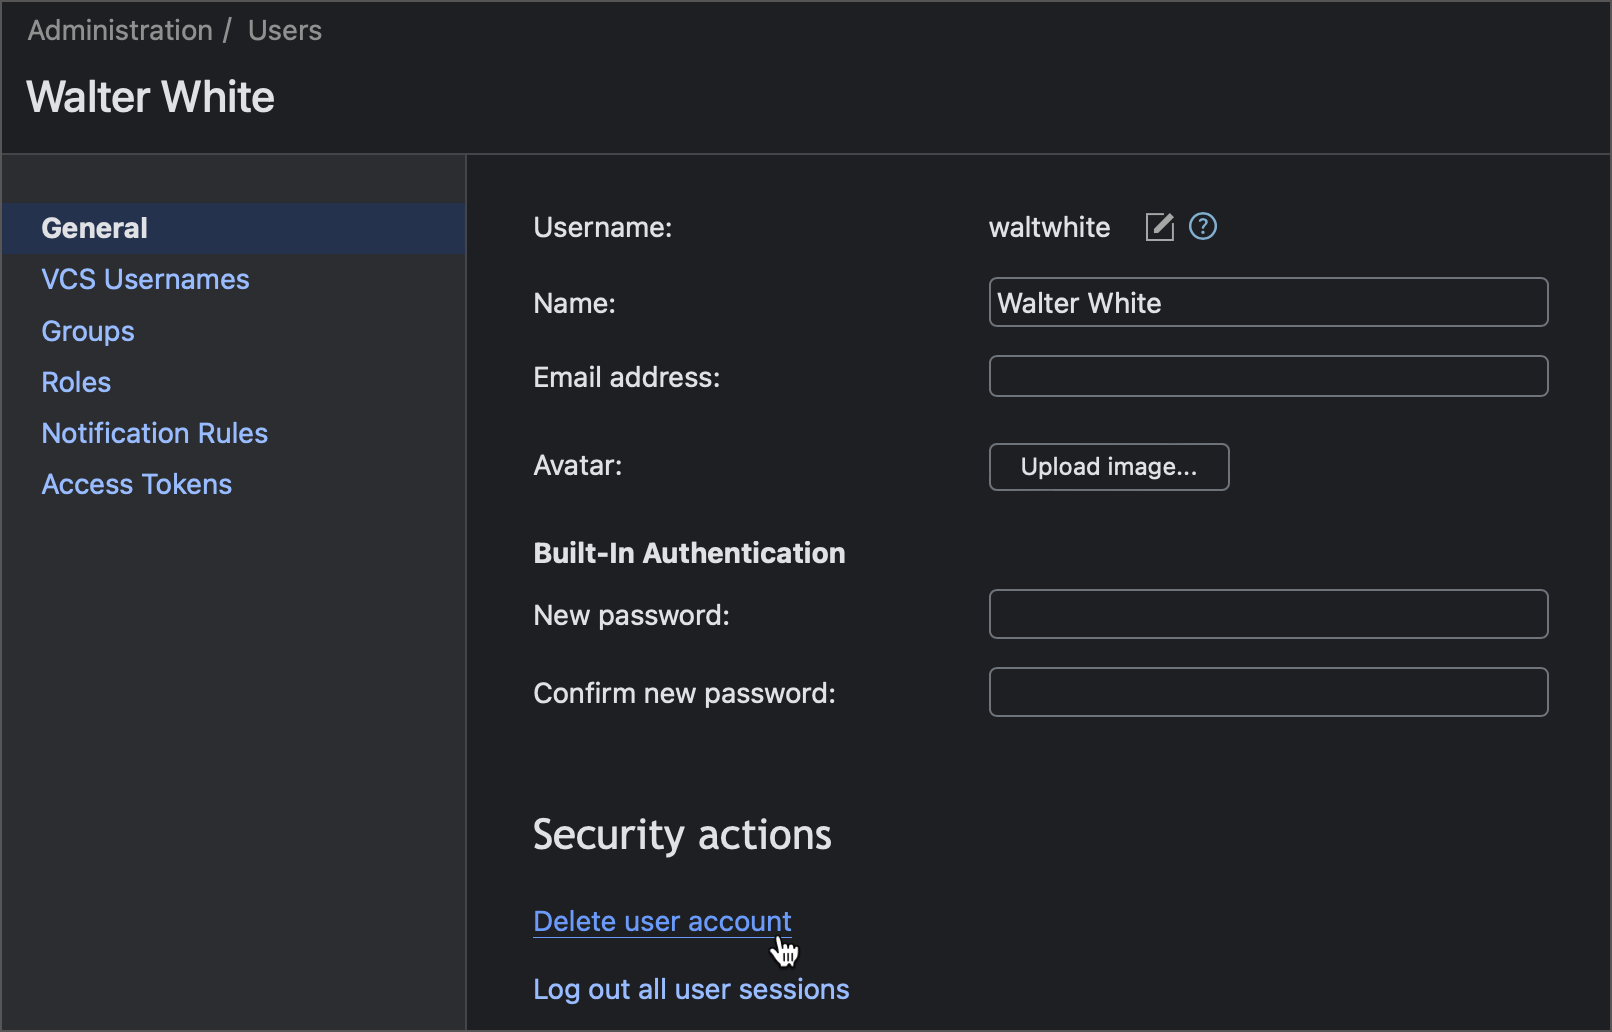 Administration / Users
Walter White
General
VCS Usernames
Groups
Roles
Notification Rules
Access Tokens
Username: waltwhite ?
Name: Walter White
Email address:
Avatar: Upload image...
Built-In Authentication
New password:
Confirm new password:
Security actions
Delete user account
Log out all user sessions